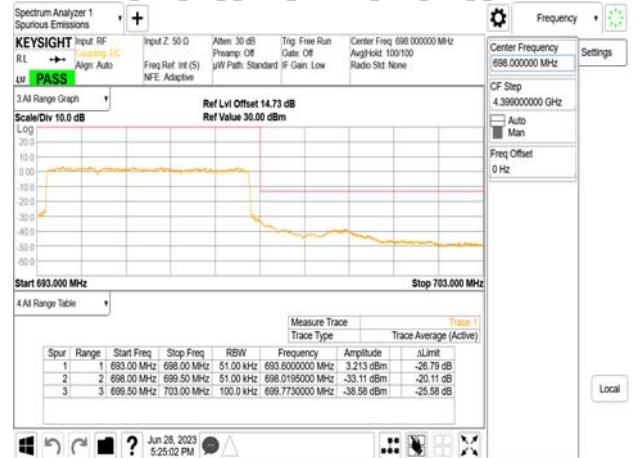 Spectrum Analyzer 1
Spurious Emissions
+
Frequency
KEYSIGHT Input: RF
Coupling: DC
Align: Auto
Input Z: 50 Ω
Freq Ref: Int (S)
NFE: Adaptive
Atten: 30 dB
Preamp: Off
µW Path: Standard
Trig: Free Run
Gate: Off
IF Gain: Low
Center Freq: 698.000000 MHz
Avg|Hold: 100/100
Radio Std: None
RL
LV PASS
Center Frequency
698.000000 MHz
Settings
CF Step
4.399000000 GHz
Auto
Man
Freq Offset
0 Hz
3 All Range Graph
Scale/Div 10.0 dB
Ref Lvl Offset 14.73 dB
Ref Value 30.00 dBm
Log
20.0
10.0
0.00
-10.0
-20.0
-30.0
-40.0
-50.0
-60.0
Start 693.000 MHz Stop 703.000 MHz
4 All Range Table
Measure Trace Trace 1
Trace Type Trace Average (Active)
Spur Range Start Freq Stop Freq RBW Frequency Amplitude ΔLimit
1 1 693.00 MHz 698.00 MHz 51.00 kHz 693.6000000 MHz 3.213 dBm -26.79 dB
2 2 698.00 MHz 699.50 MHz 51.00 kHz 698.0195000 MHz -33.11 dBm -20.11 dB
3 3 699.50 MHz 703.00 MHz 100.0 kHz 699.7730000 MHz -38.58 dBm -25.58 dB
Local
?
Jun 28, 2023
5:25:02 PM